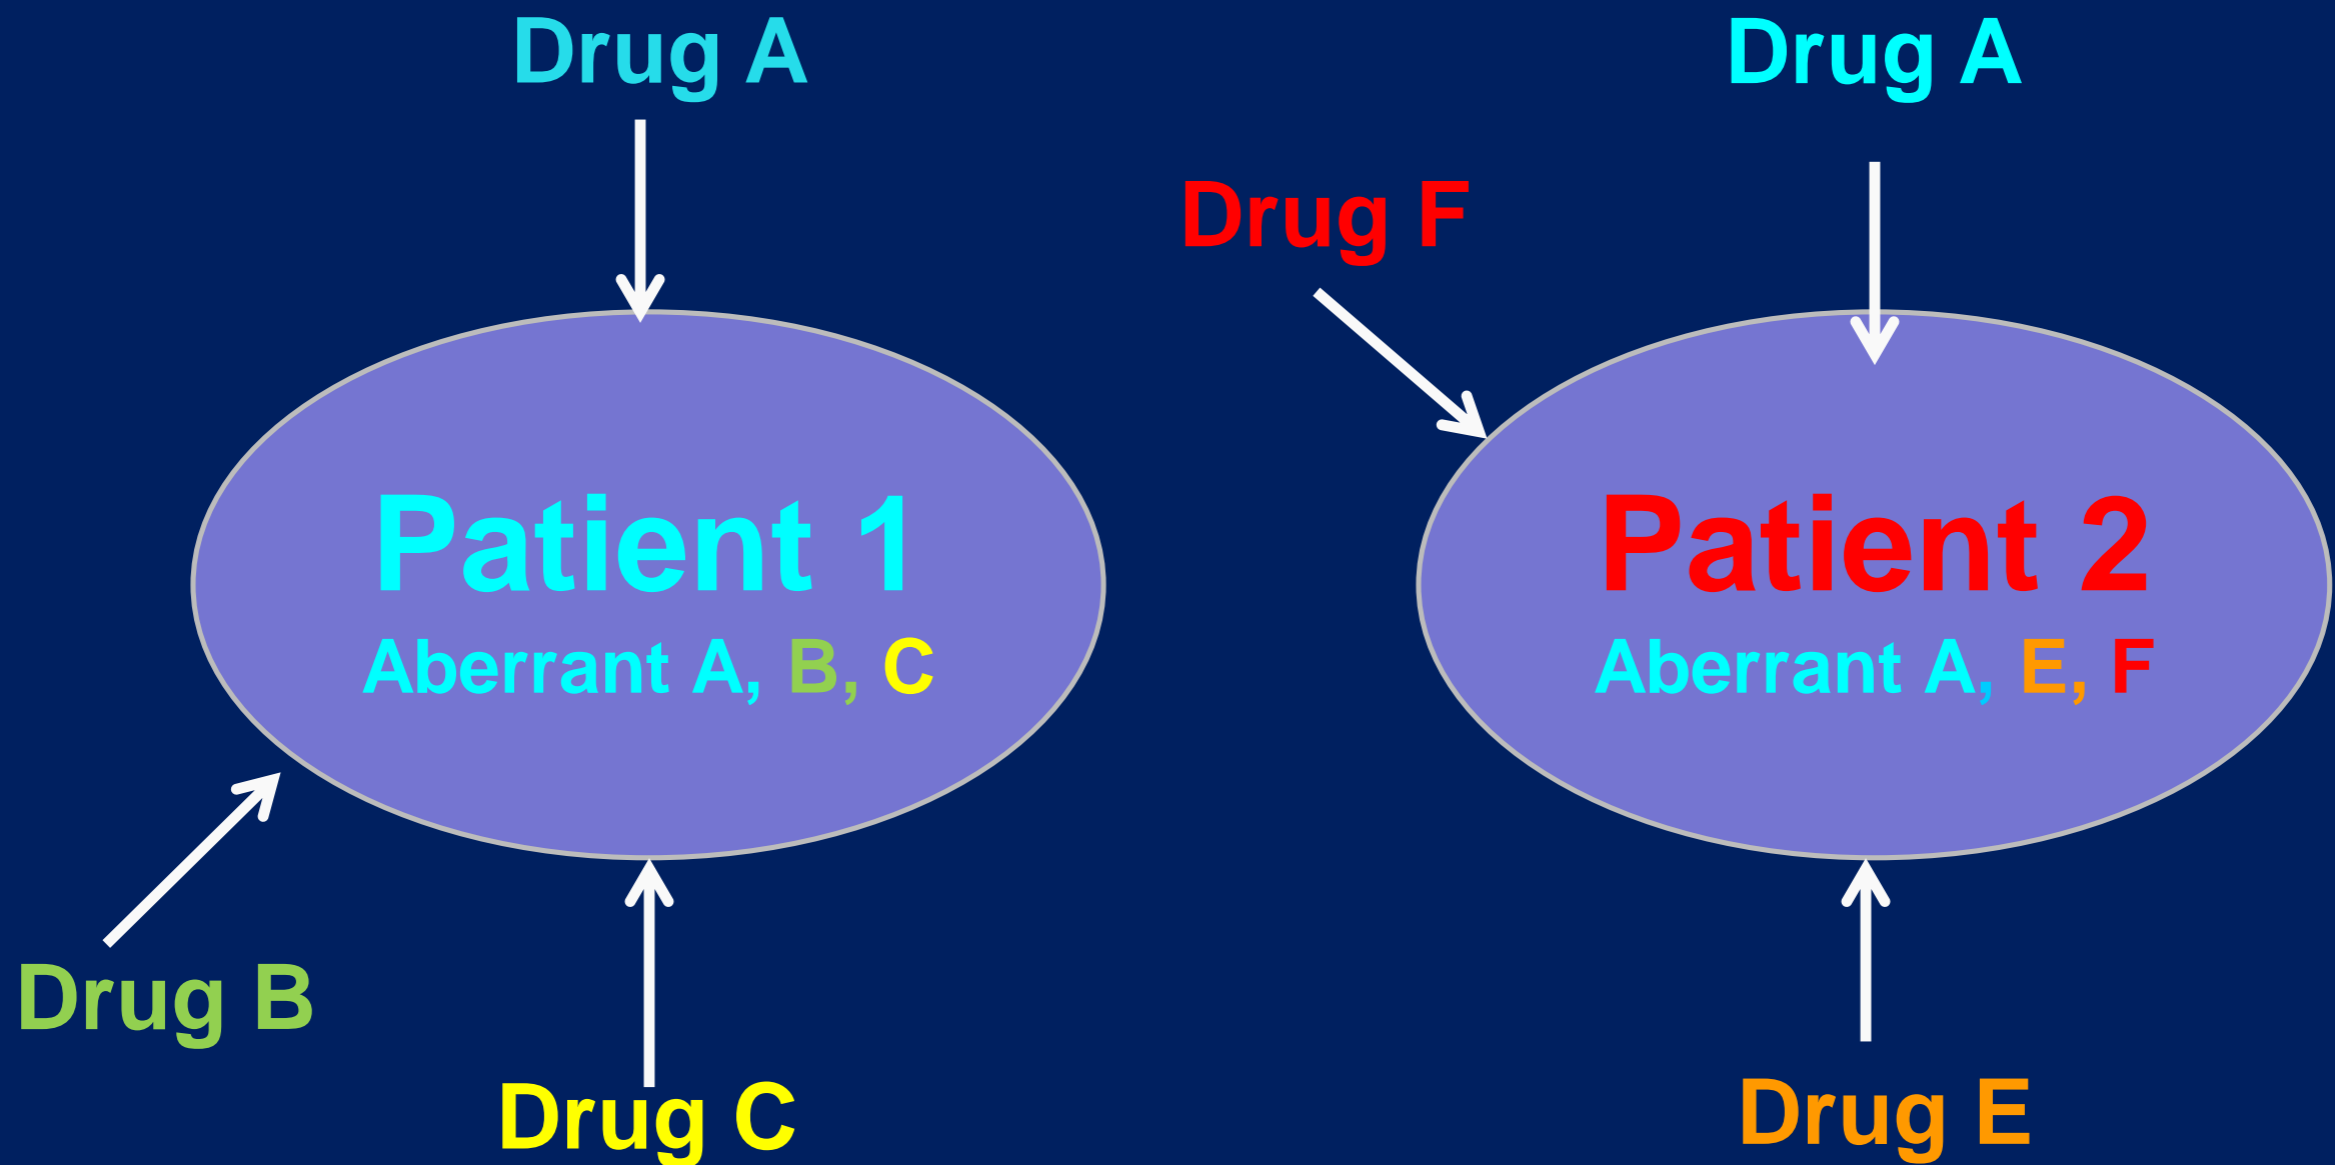 Drug A
Patient 1
Aberrant A, B, C
Drug B
Drug C
Drug A
Drug F
Patient 2
Aberrant A, E, F
Drug E